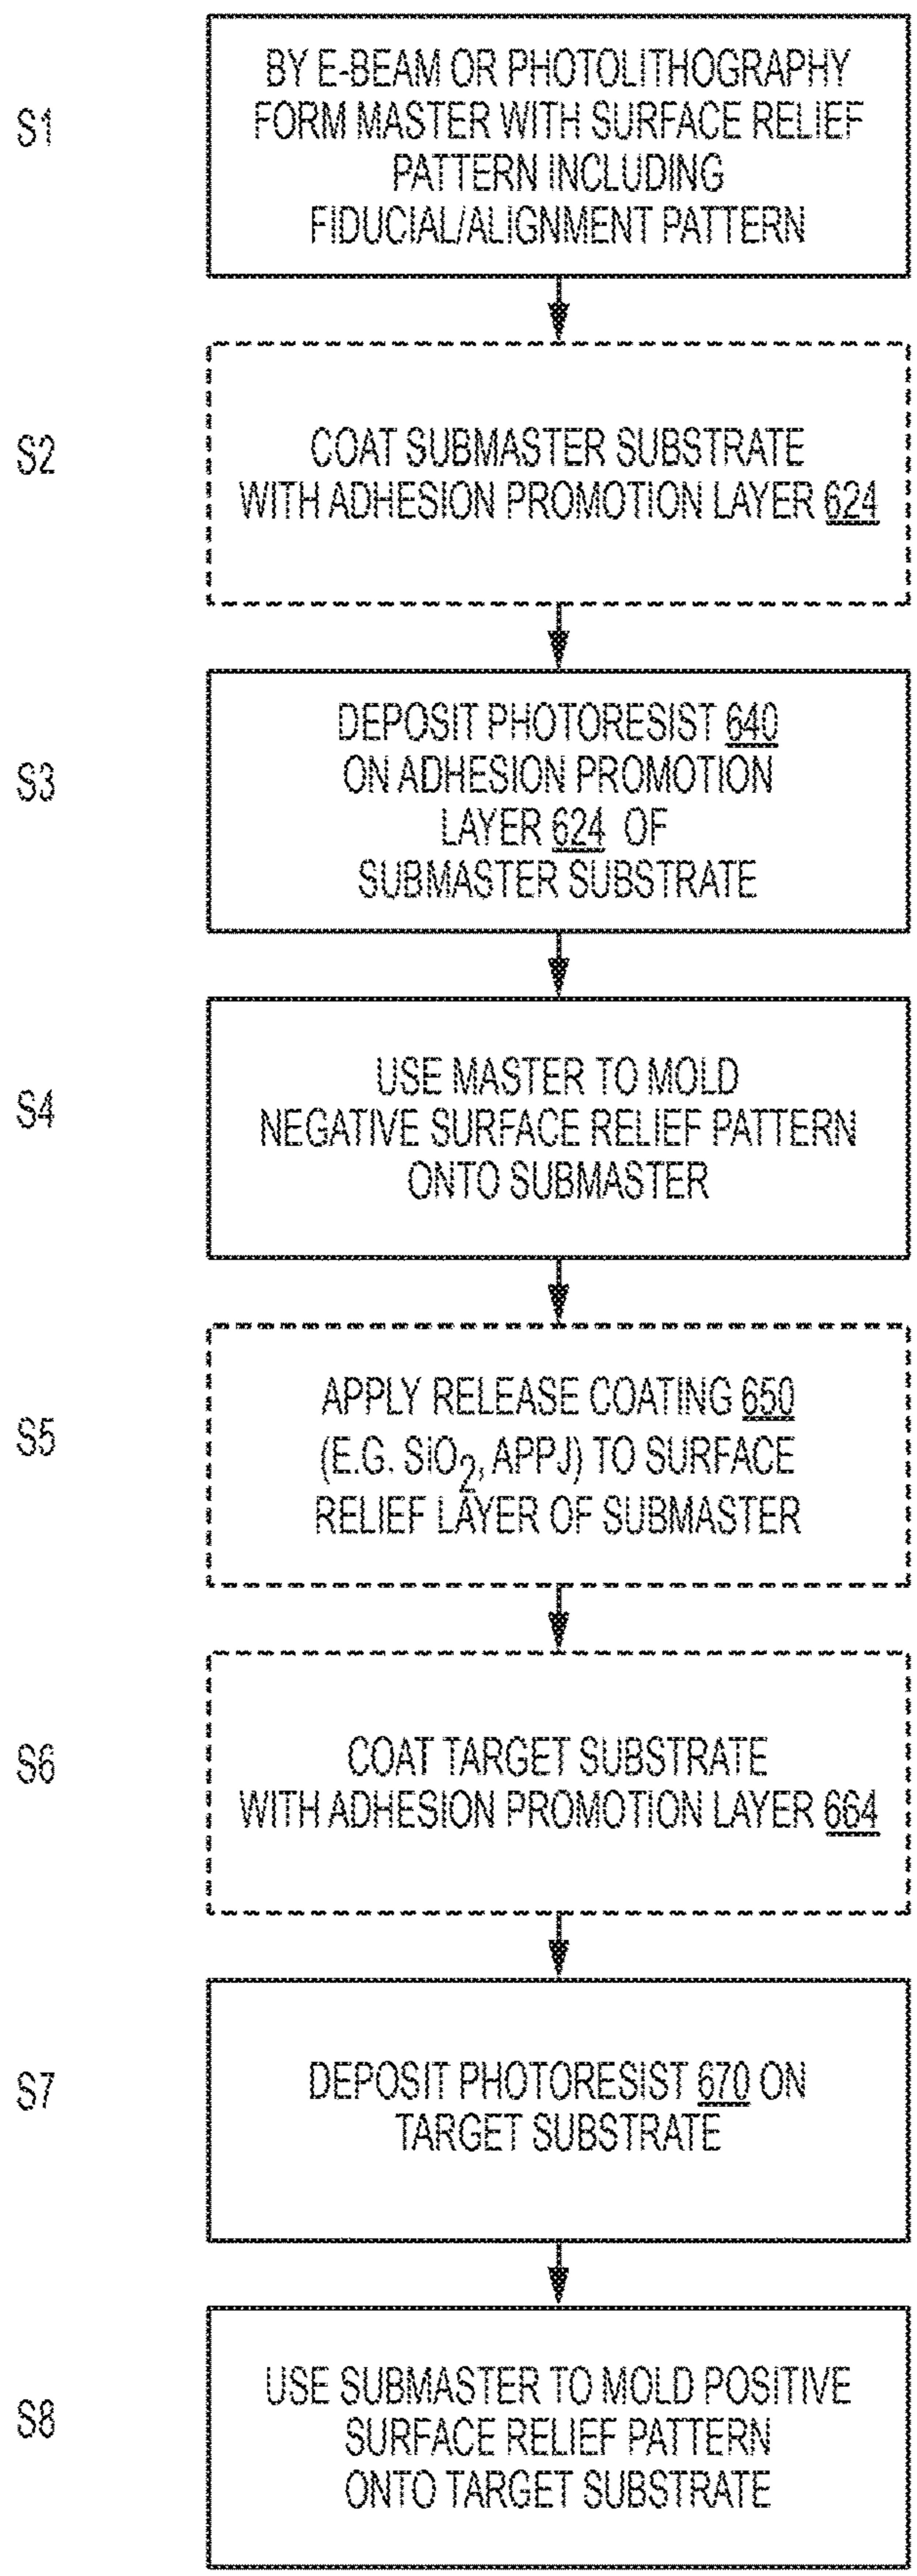 S1
BY E-BEAM OR PHOTOLITHOGRAPHY
FORM MASTER WITH SURFACE RELIEF
PATTERN INCLUDING
FIDUCIAL/ALIGNMENT PATTERN
S2
COAT SUBMASTER SUBSTRATE
WITH ADHESION PROMOTION LAYER 624
S3
DEPOSIT PHOTORESIST 640
ON ADHESION PROMOTION
LAYER 624 OF
SUBMASTER SUBSTRATE
S4
USE MASTER TO MOLD
NEGATIVE SURFACE RELIEF PATTERN
ONTO SUBMASTER
S5
APPLY RELEASE COATING 650
(E.G. SiO2, APPJ) TO SURFACE
RELIEF LAYER OF SUBMASTER
S6
COAT TARGET SUBSTRATE
WITH ADHESION PROMOTION LAYER 664
S7
DEPOSIT PHOTORESIST 670 ON
TARGET SUBSTRATE
S8
USE SUBMASTER TO MOLD POSITIVE
SURFACE RELIEF PATTERN
ONTO TARGET SUBSTRATE